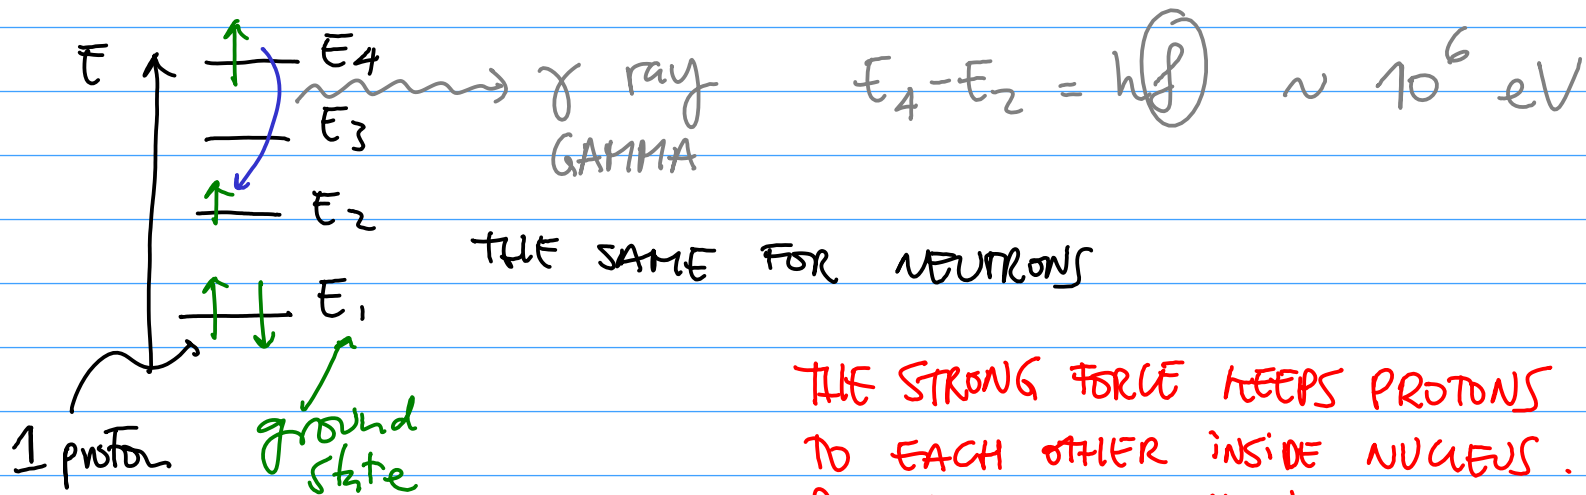 E
E4
γ ray
GAMMA
E4-E2 = hf ~ 10^6 eV
E3
E2
THE SAME FOR NEUTRONS
E1
1 proton
ground
state
THE STRONG FORCE KEEPS PROTONS
TO EACH OTHER INSIDE NUCLEUS.